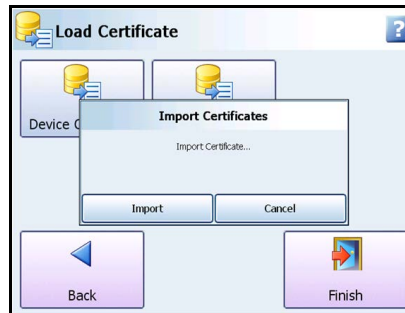 Load Certificate
?
Device C
Import Certificates
Import Certificate...
Import
Cancel
Back
Finish